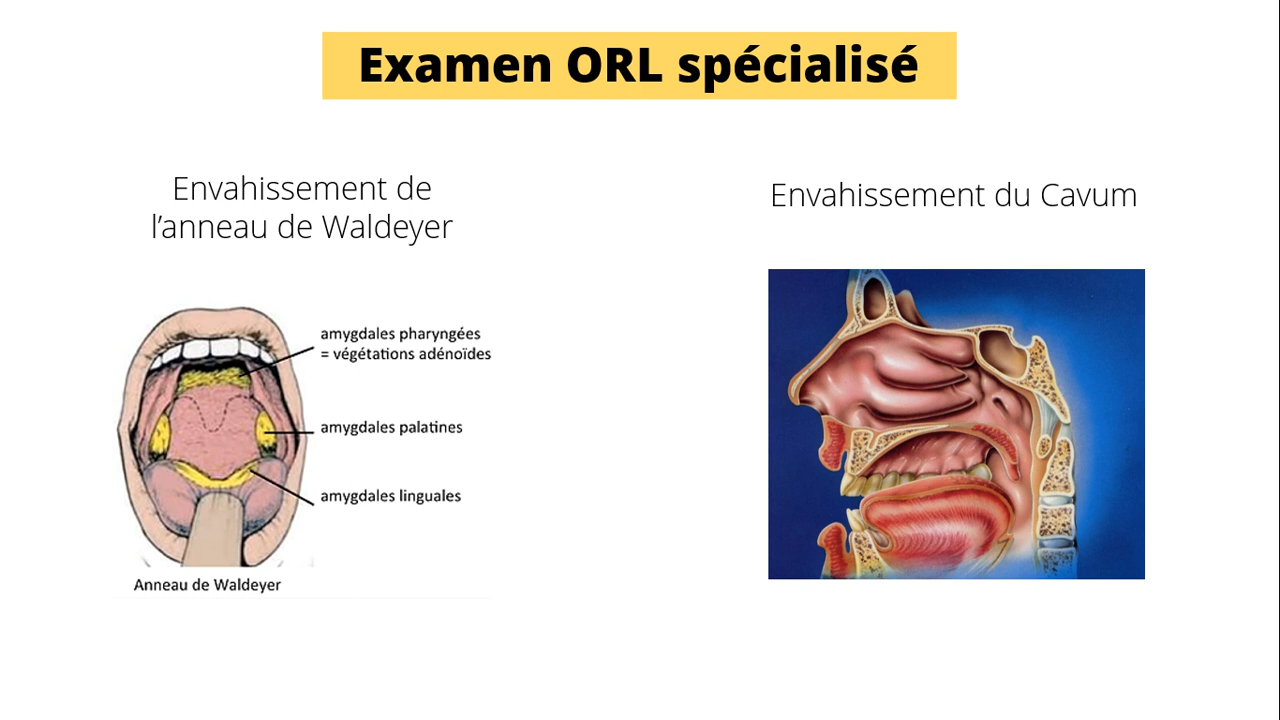 Examen ORL spécialisé
Envahissement de
l’anneau de Waldeyer
amygdales pharyngées
= végétations adénoïdes
amygdales palatines
amygdales linguales
Anneau de Waldeyer
Envahissement du Cavum